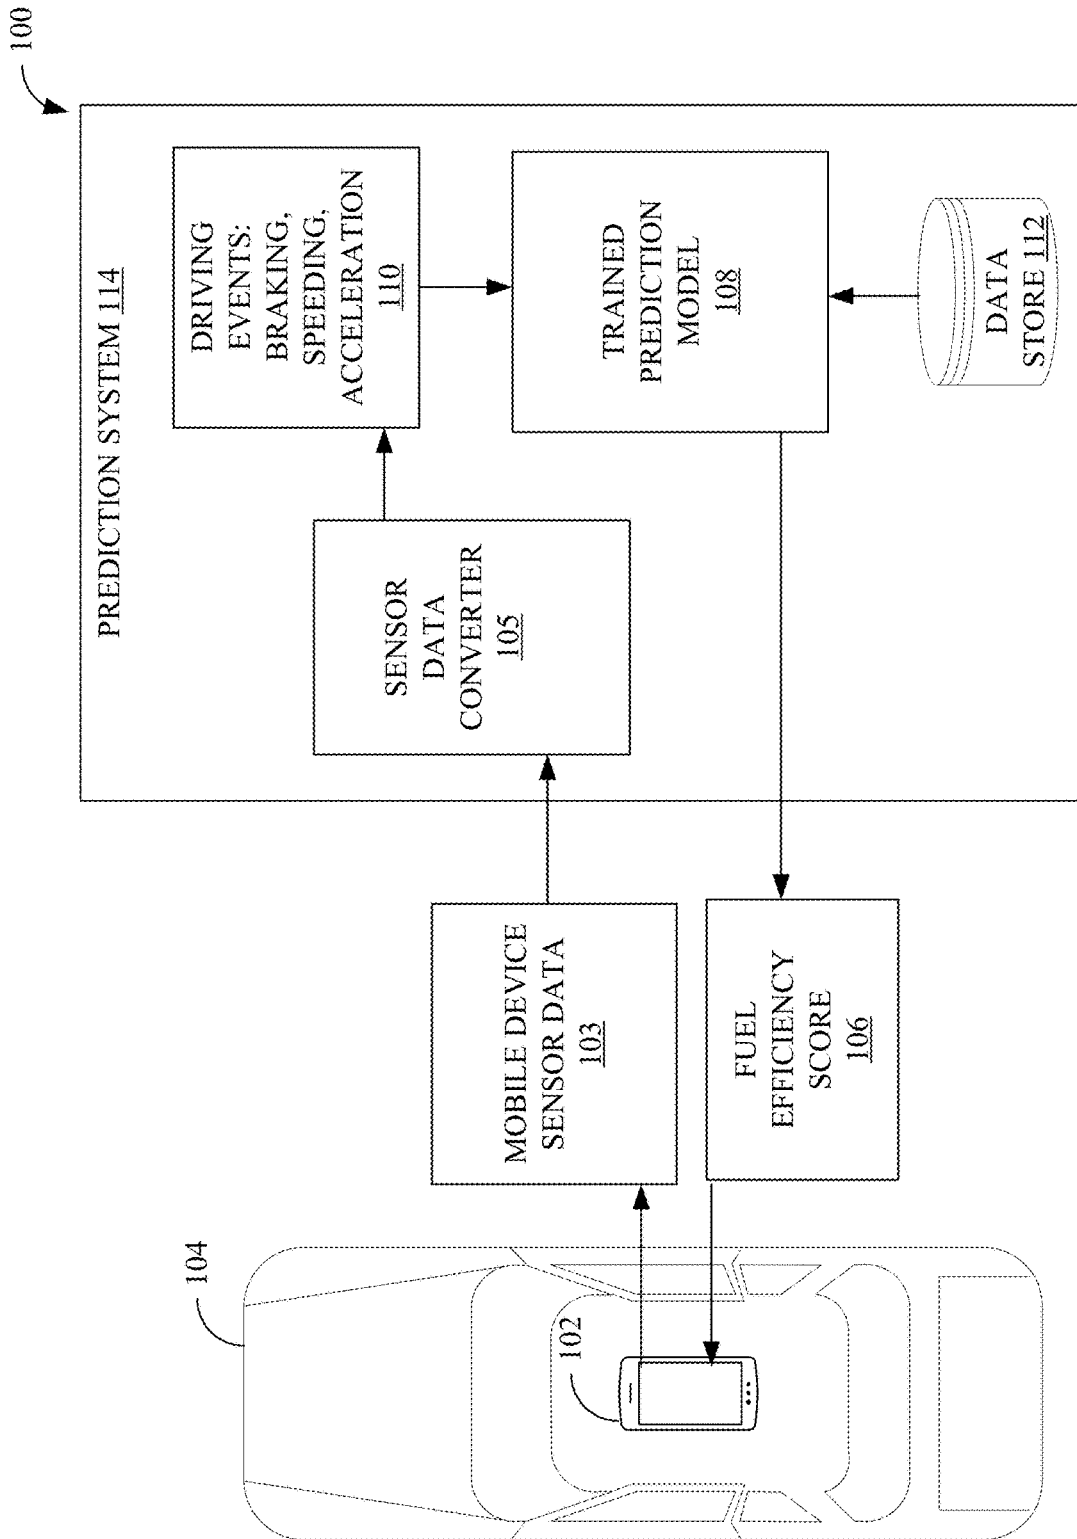 100
PREDICTION SYSTEM 114
DRIVING
EVENTS:
BRAKING,
SPEEDING,
ACCELERATION
110
SENSOR
DATA
CONVERTER
105
TRAINED
PREDICTION
MODEL
108
DATA
STORE 112
MOBILE DEVICE
SENSOR DATA
103
FUEL
EFFICIENCY
SCORE
106
104
102